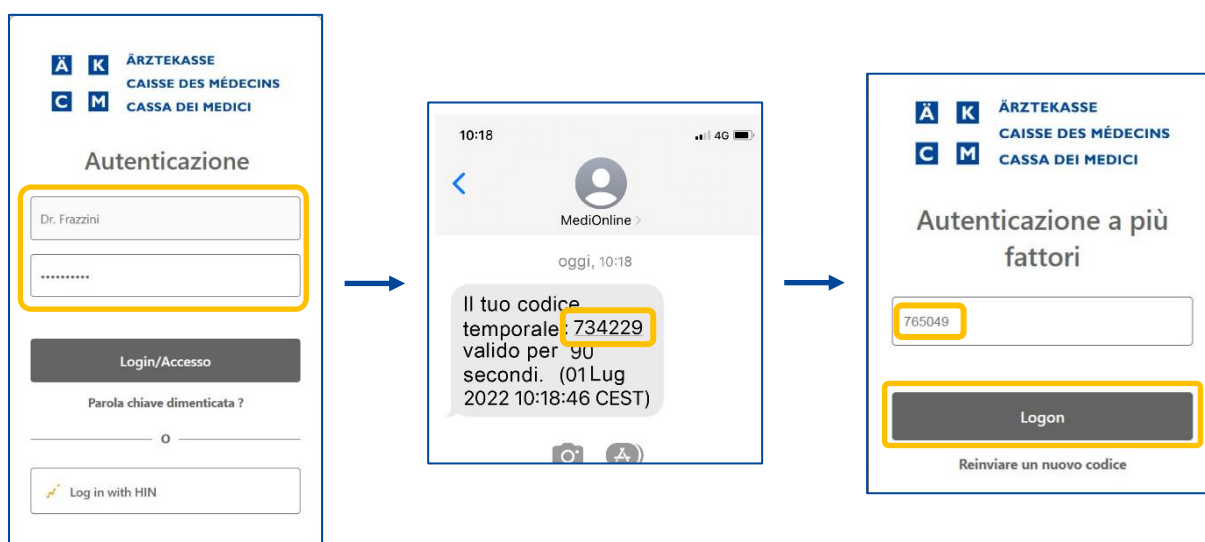 Ä K ÄRZTEKASSE
CAISSE DES MÉDECINS
C M CASSA DEI MEDICI
Autenticazione
Dr. Frazzini
••••••••••
Login/Accesso
Parola chiave dimenticata ?
O
Log in with HIN
10:18 4G
MediOnline
oggi, 10:18
Il tuo codice
temporale : 734229
valido per 90
secondi. (01 Lug
2022 10:18:46 CEST)
Ä K ÄRZTEKASSE
CAISSE DES MÉDECINS
C M CASSA DEI MEDICI
Autenticazione a più
fattori
765049
Logon
Reinviare un nuovo codice